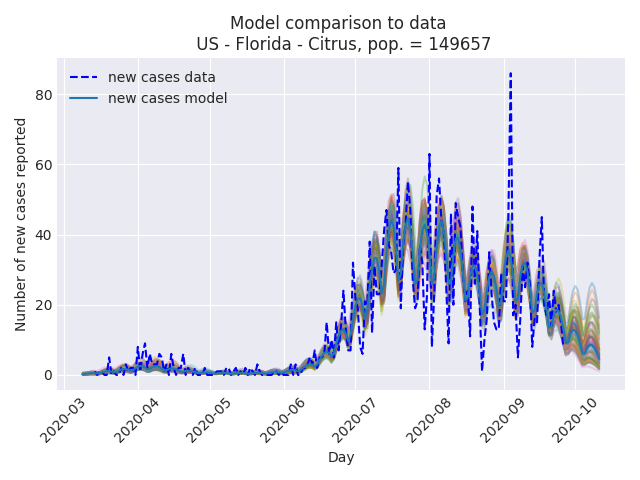 Model comparison to data
US - Florida - Citrus, pop. = 149657
new cases data
new cases model
Number of new cases reported
80
60
40
20
0
2020-03
2020-04
2020-05
2020-06
2020-07
2020-08
2020-09
2020-10
Day